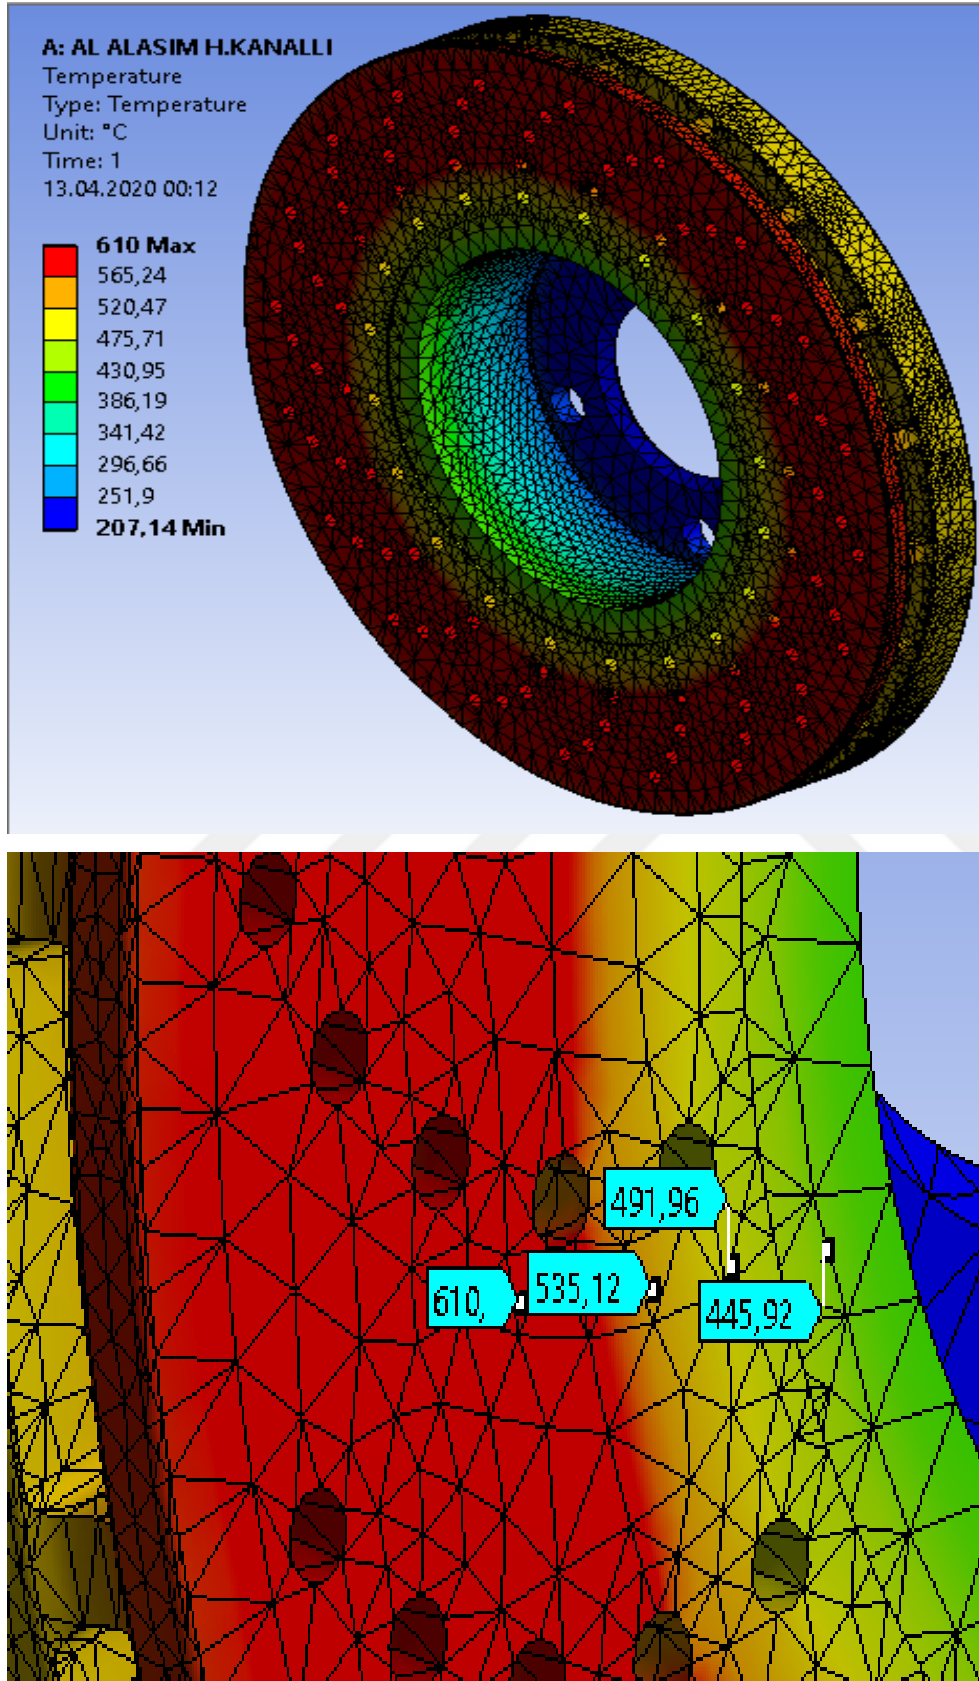 A: AL ALASIM H.KANALLI
Temperature
Type: Temperature
Unit: °C
Time: 1
13.04.2020 00:12
610 Max
565,24
520,47
475,71
430,95
386,19
341,42
296,66
251,9
207,14 Min
491,96
610,
535,12
445,92